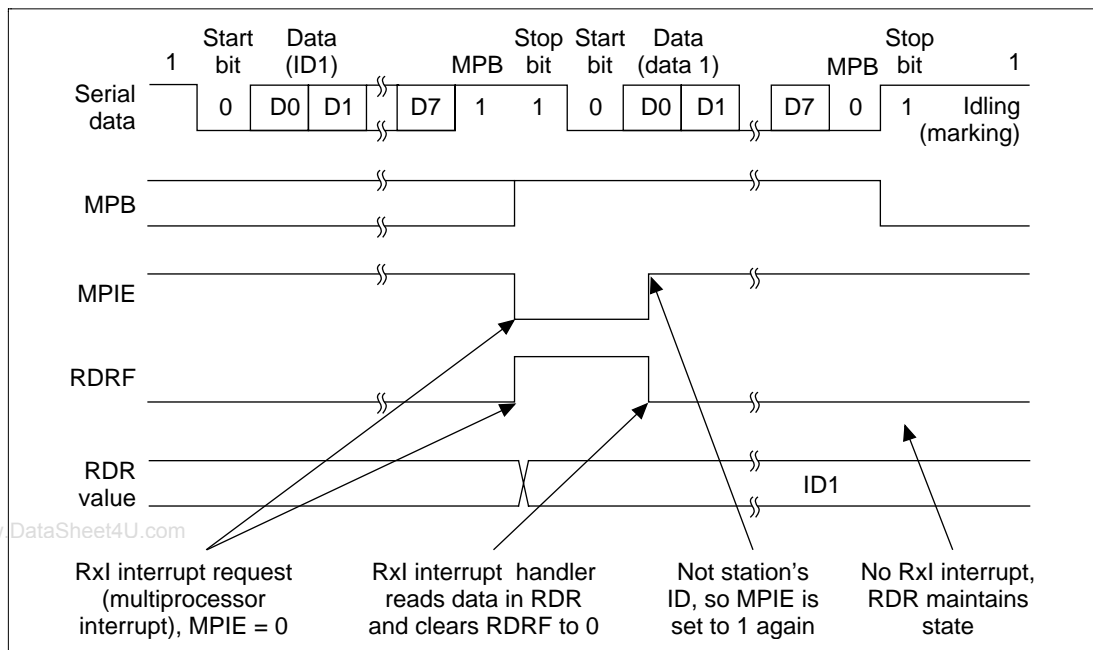 Start Data Stop Start Data Stop
1 bit (ID1) MPB bit bit (data 1) MPB bit 1
Serial data 0 D0 D1 D7 1 1 0 D0 D1 D7 0 1 Idling (marking)
MPB
MPIE
RDRF
RDR value ID1
w.DataSheet4U.com
RxI interrupt request
(multiprocessor
interrupt), MPIE = 0
RxI interrupt handler
reads data in RDR
and clears RDRF to 0
Not station's
ID, so MPIE is
set to 1 again
No RxI interrupt,
RDR maintains
state